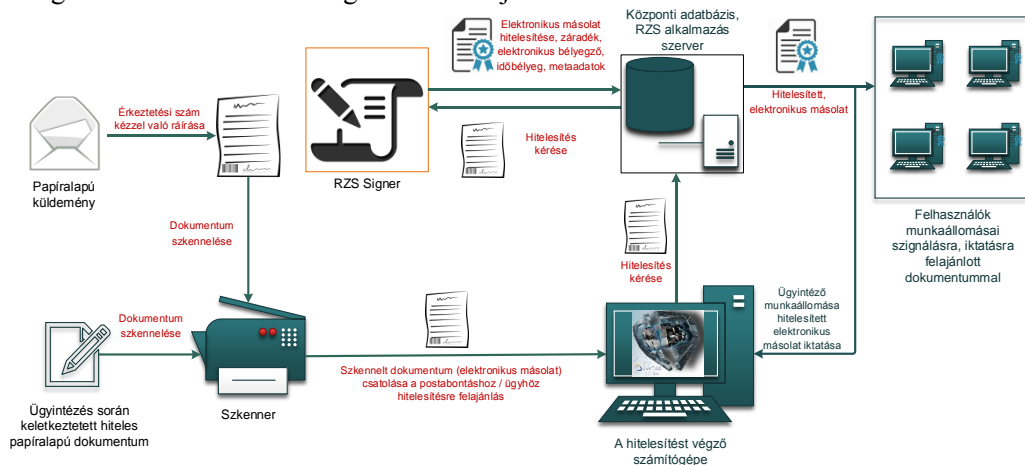 Elektronikus másolat
hitelesítése, záradék,
elektronikus bélyegző,
időbélyeg, metaadatok
Központi adatbázis,
RZS alkalmazás
szerver
Hitelesített,
elektronikus másolat
Érkeztetési szám
kézzel való ráírása
Hitelesítés
kérése
Papíralapú
küldemény
RZS Signer
Felhasználók
munkaállomásai
szignálásra, iktatásra
felajánlott
dokumentummal
Dokumentum
szkennelése
Hitelesítés
kérése
Ügyintéző
munkaállomása
hitelesített
elektronikus
másolat iktatása
Dokumentum
szkennelése
Szkennelt dokumentum (elektronikus másolat)
csatolása a postabontáshoz / ügyhöz
hitelesítésre felajánlás
Ügyintézés során
keletkeztetett hiteles
papíralapú dokumentum
Szkenner
A hitelesítést végző
számítógépe